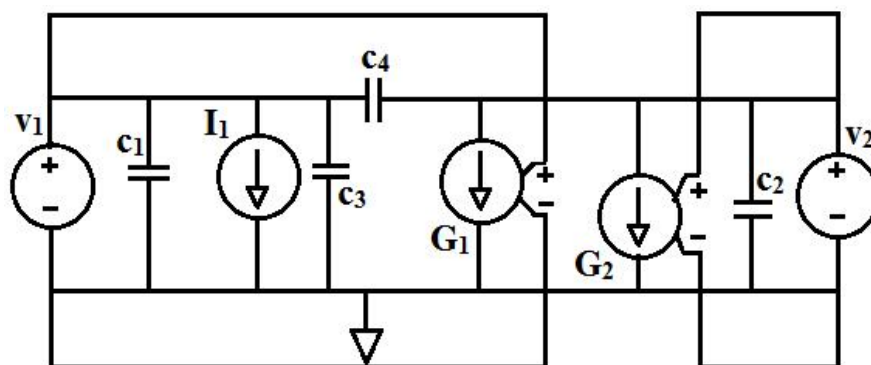 c₄
v₁
c₁
I₁
c₃
G₁
G₂
c₂
v₂
+
−
+
−
+
−
+
−